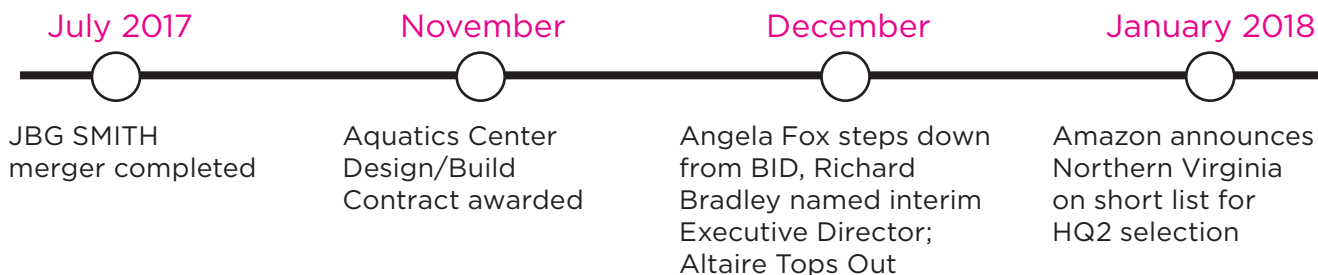 July 2017
JBG SMITH
merger completed
November
Aquatics Center
Design/Build
Contract awarded
December
Angela Fox steps down
from BID, Richard
Bradley named interim
Executive Director;
Altaire Tops Out
January 2018
Amazon announces
Northern Virginia
on short list for
HQ2 selection